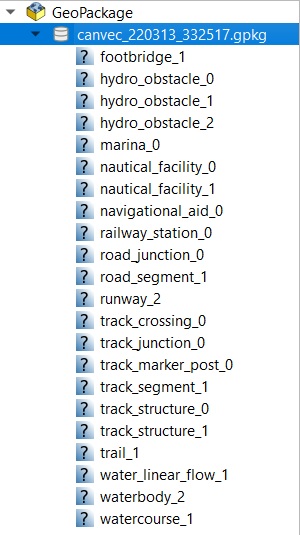 GeoPackage
canvec_220313_332517.gpkg
footbridge_1
hydro_obstacle_0
hydro_obstacle_1
hydro_obstacle_2
marina_0
nautical_facility_0
nautical_facility_1
navigational_aid_0
railway_station_0
road_junction_0
road_segment_1
runway_2
track_crossing_0
track_junction_0
track_marker_post_0
track_segment_1
track_structure_0
track_structure_1
trail_1
water_linear_flow_1
waterbody_2
watercourse_1